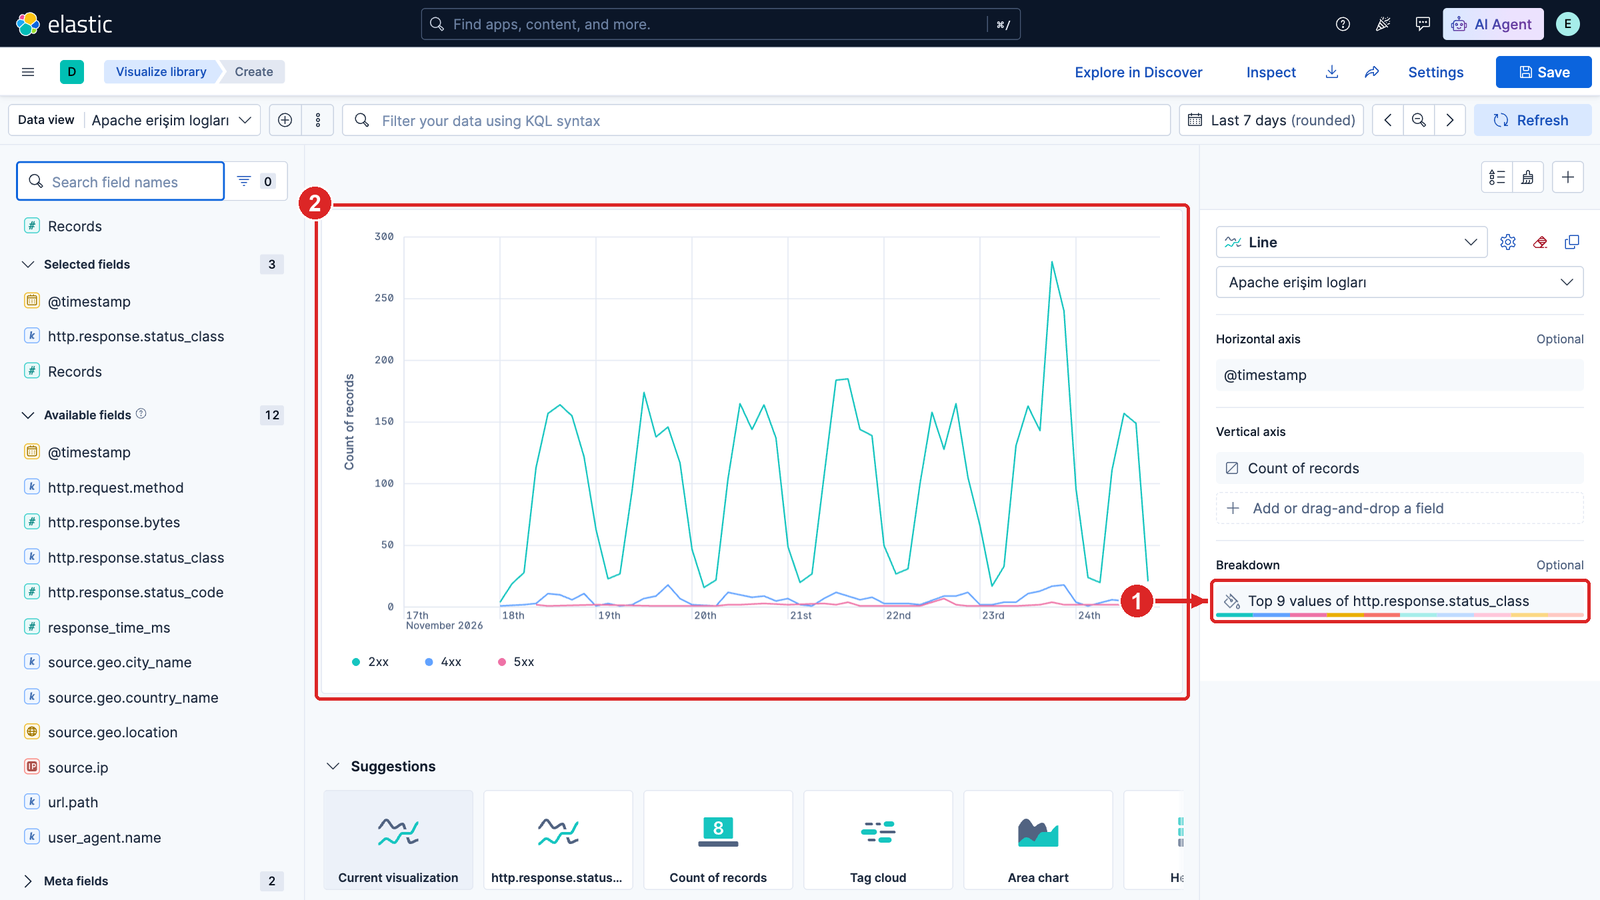 elastic
Find apps, content, and more.
⌘/
AI Agent
E
D
Visualize library
Create
Explore in Discover
Inspect
Settings
Save
Data view
Apache erişim logları
Filter your data using KQL syntax
Last 7 days (rounded)
Refresh
Search field names
0
Records
Selected fields
3
@timestamp
http.response.status_class
Records
Available fields
12
@timestamp
http.request.method
http.response.bytes
http.response.status_class
http.response.status_code
response_time_ms
source.geo.city_name
source.geo.country_name
source.geo.location
source.ip
url.path
user_agent.name
Meta fields
2
2
300
250
200
150
100
50
0
Count of records
17th
November 2026
18th
19th
20th
21st
22nd
23rd
24th
2xx
4xx
5xx
1
Suggestions
Current visualization
http.response.status...
8
Count of records
Tag cloud
Area chart
Line
Apache erişim logları
Horizontal axis
Optional
@timestamp
Vertical axis
Count of records
Add or drag-and-drop a field
Breakdown
Optional
Top 9 values of http.response.status_class